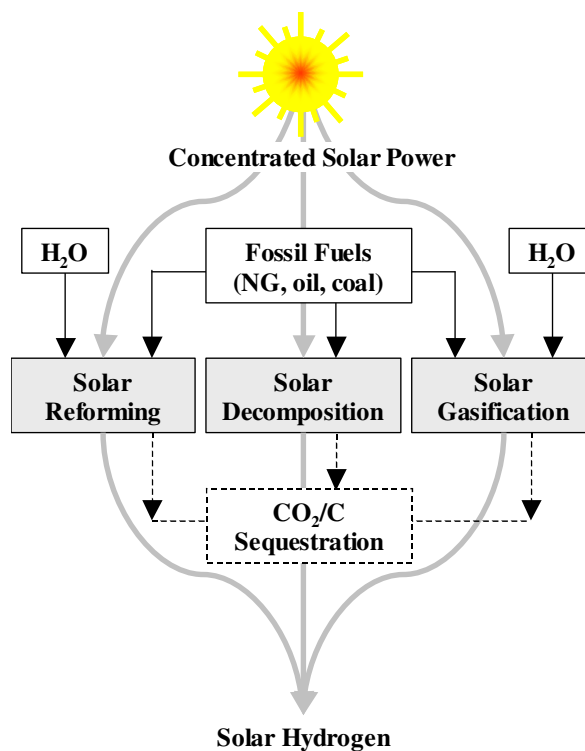 Concentrated Solar Power
H₂O
Fossil Fuels
(NG, oil, coal)
H₂O
Solar
Reforming
Solar
Decomposition
Solar
Gasification
CO₂/C
Sequestration
Solar Hydrogen